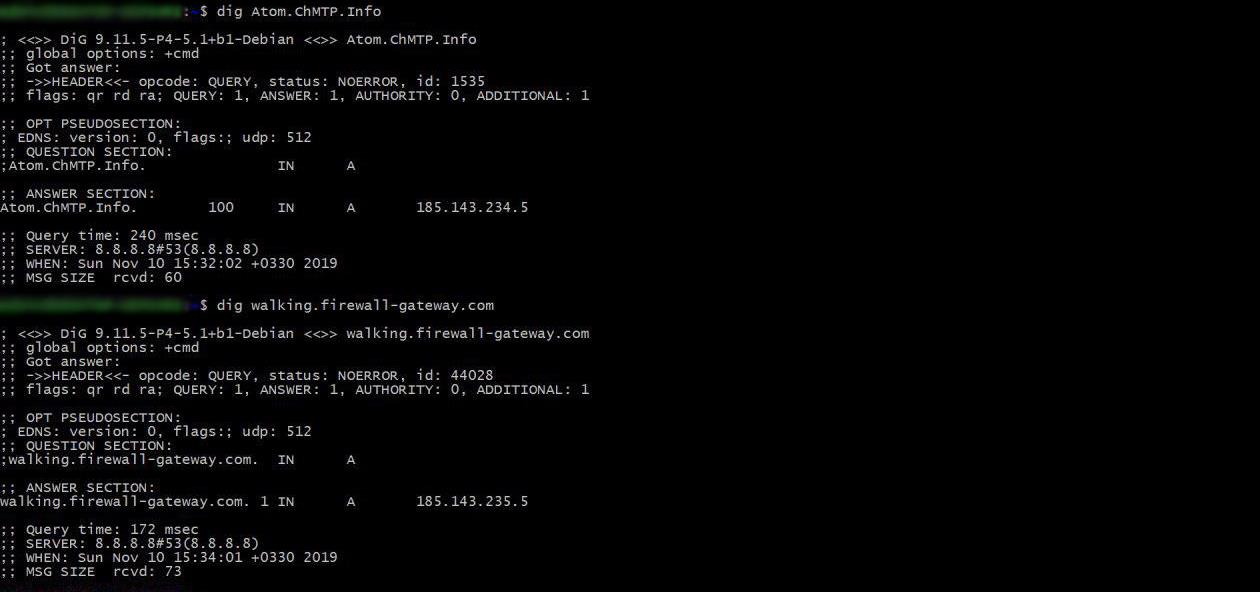 :~$ dig Atom.ChMTP.Info
; <<>> DiG 9.11.5-P4-5.1+b1-Debian <<>> Atom.ChMTP.Info
;; global options: +cmd
;; Got answer:
;; ->>HEADER<<- opcode: QUERY, status: NOERROR, id: 1535
;; flags: qr rd ra; QUERY: 1, ANSWER: 1, AUTHORITY: 0, ADDITIONAL: 1
;; OPT PSEUDOSECTION:
; EDNS: version: 0, flags:; udp: 512
;; QUESTION SECTION:
;Atom.ChMTP.Info. IN A
;; ANSWER SECTION:
Atom.ChMTP.Info. 100 IN A 185.143.234.5
;; Query time: 240 msec
;; SERVER: 8.8.8.8#53(8.8.8.8)
;; WHEN: Sun Nov 10 15:32:02 +0330 2019
;; MSG SIZE rcvd: 60
$ dig walking.firewall-gateway.com
; <<>> DiG 9.11.5-P4-5.1+b1-Debian <<>> walking.firewall-gateway.com
;; global options: +cmd
;; Got answer:
;; ->>HEADER<<- opcode: QUERY, status: NOERROR, id: 44028
;; flags: qr rd ra; QUERY: 1, ANSWER: 1, AUTHORITY: 0, ADDITIONAL: 1
;; OPT PSEUDOSECTION:
; EDNS: version: 0, flags:; udp: 512
;; QUESTION SECTION:
;walking.firewall-gateway.com. IN A
;; ANSWER SECTION:
walking.firewall-gateway.com. 1 IN A 185.143.235.5
;; Query time: 172 msec
;; SERVER: 8.8.8.8#53(8.8.8.8)
;; WHEN: Sun Nov 10 15:34:01 +0330 2019
;; MSG SIZE rcvd: 73